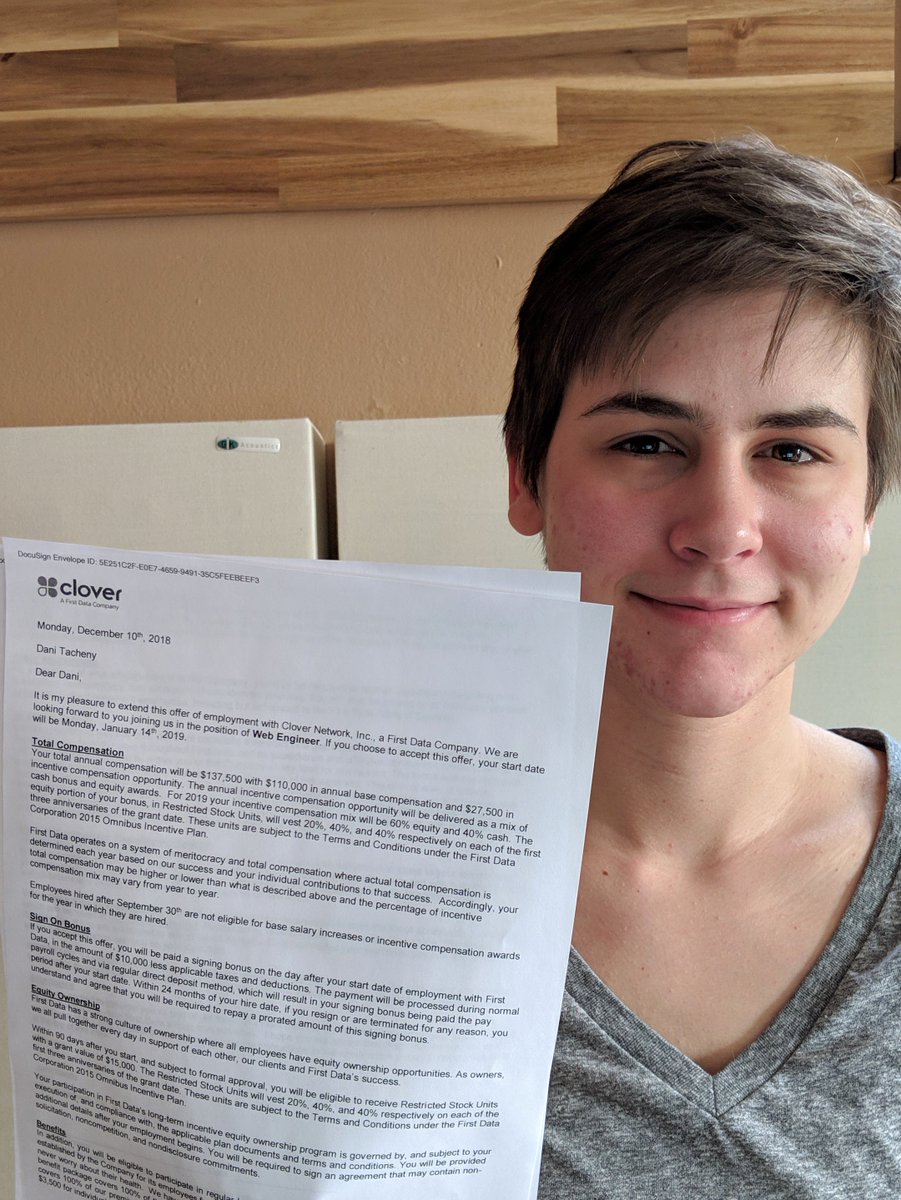 GIK Acoustics
DocuSign Envelope ID: 5E251C2F-E0E7-4659-9491-35C5FEEBEEF3
clover
A First Data Company
Monday, December 10th, 2018
Dani Tacheny
Dear Dani,
It is my pleasure to extend this offer of employment with Clover Network, Inc., a First Data Company. We are
looking forward to you joining us in the position of Web Engineer. If you choose to accept this offer, your start date
will be Monday, January 14th, 2019.
Total Compensation
Your total annual compensation will be $137,500 with $110,000 in annual base compensation and $27,500 in
incentive compensation opportunity. The annual incentive compensation opportunity will be delivered as a mix of
cash bonus and equity awards. For 2019 your incentive compensation mix will be 60% equity and 40% cash. The
equity portion of your bonus, in Restricted Stock Units, will vest 20%, 40%, and 40% respectively on each of the first
three anniversaries of the grant date. These units are subject to the Terms and Conditions under the First Data
Corporation 2015 Omnibus Incentive Plan.
First Data operates on a system of meritocracy and total compensation where actual total compensation is
determined each year based on our success and your individual contributions to that success. Accordingly, your
total compensation may be higher or lower than what is described above and the percentage of incentive
compensation mix may vary from year to year.
Employees hired after September 30th are not eligible for base salary increases or incentive compensation awards
for the year in which they are hired.
Sign On Bonus
If you accept this offer, you will be paid a signing bonus on the day after your start date of employment with First
Data, in the amount of $10,000 less applicable taxes and deductions. The payment will be processed during normal
payroll cycles and via regular direct deposit method, which will result in your signing bonus being paid the pay
period after your start date. Within 24 months of your hire date, if you resign or are terminated for any reason, you
understand and agree that you will be required to repay a prorated amount of this signing bonus.
Equity Ownership
First Data has a strong culture of ownership where all employees have equity ownership opportunities. As owners,
we all pull together every day in support of each other, our clients and First Data's success.
Within 90 days after you start, and subject to formal approval, you will be eligible to receive Restricted Stock Units
with a grant value of $15,000. The Restricted Stock Units will vest 20%, 40%, and 40% respectively on each of the
first three anniversaries of the grant date. These units are subject to the Terms and Conditions under the First Data
Corporation 2015 Omnibus Incentive Plan.
Your participation in First Data's long-term incentive equity ownership program is governed by, and subject to your
execution of, and compliance with, the applicable plan documents and terms and conditions. You will be provided
additional details after your employment begins. You will be required to sign an agreement that may contain non-
solicitation, noncompetition, and nondisclosure commitments.
Benefits
In addition, you will be eligible to participate in regular
established by the Company for its employees
never worry about their health. We ha
benefit package covers 100% of
covers 100% of our prem
$3,500 for individu